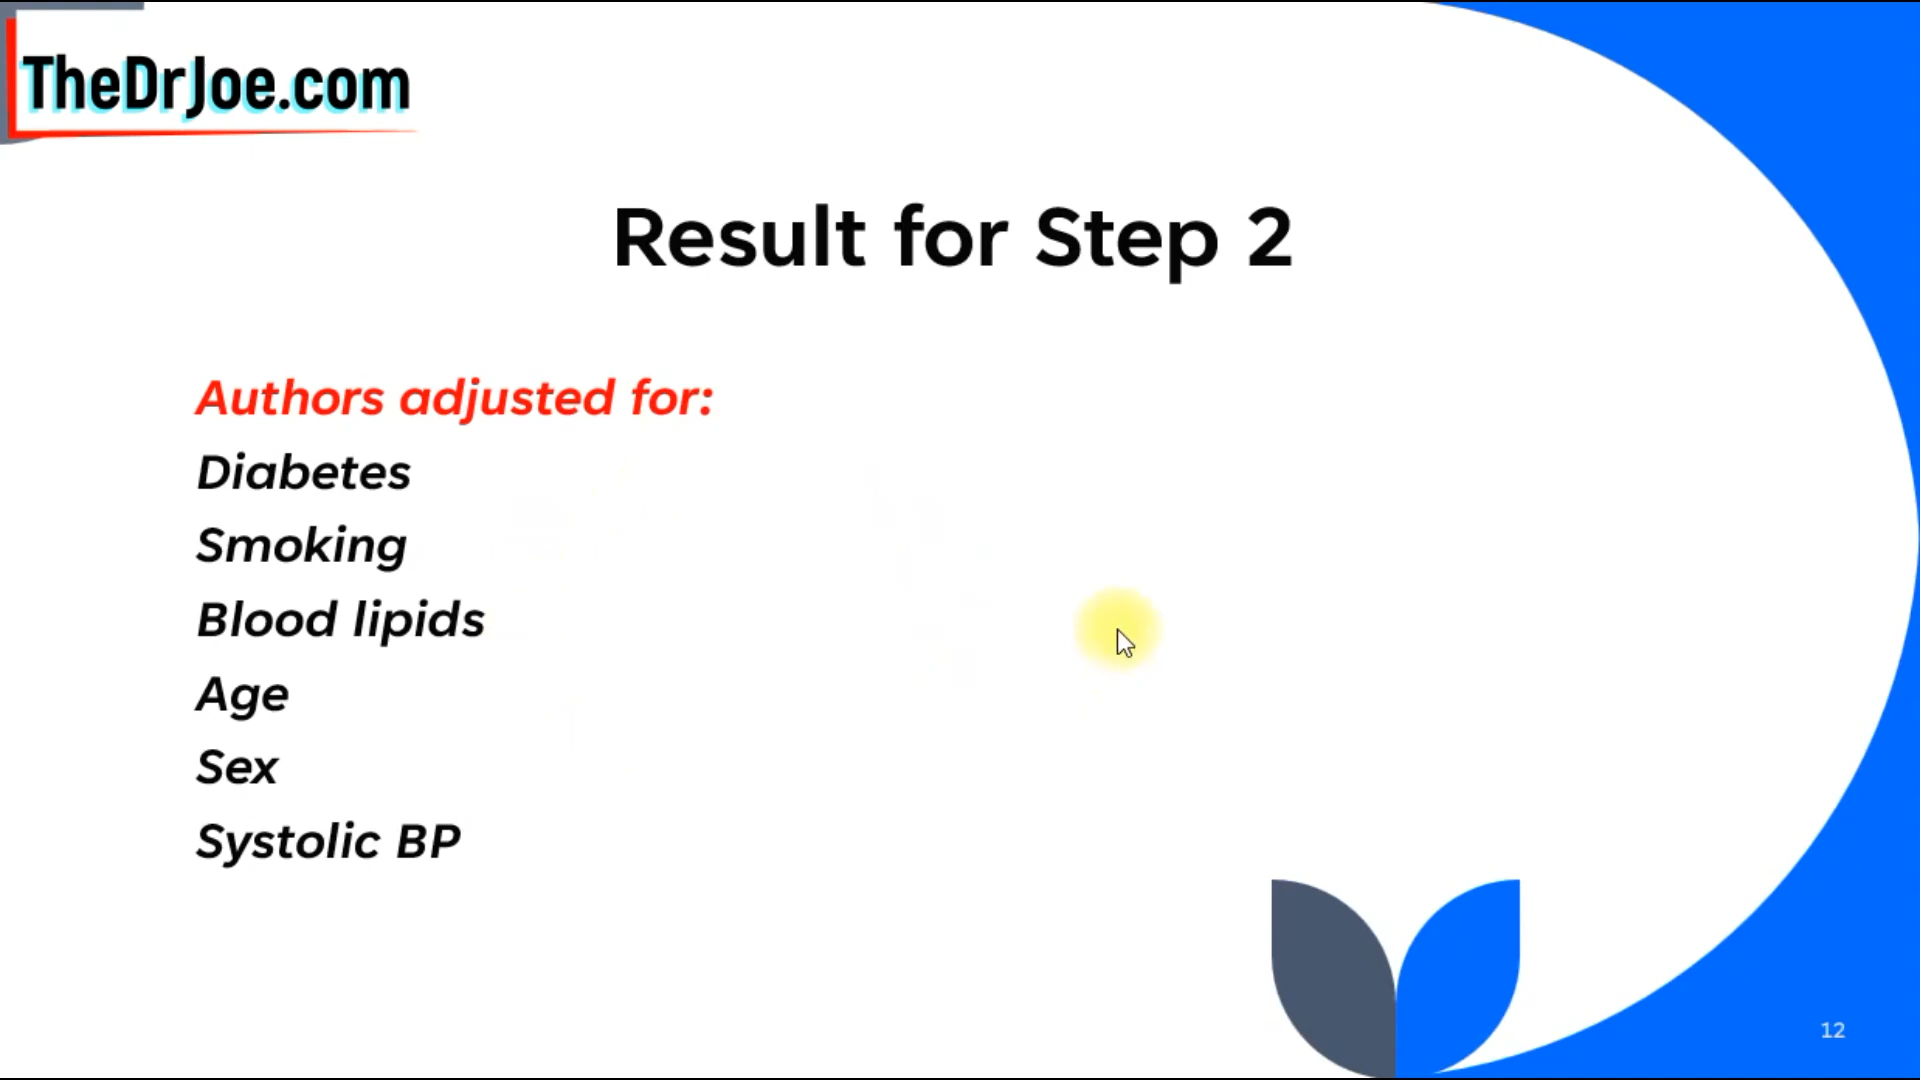 TheDrJoe.com
Result for Step 2
Authors adjusted for:
Diabetes
Smoking
Blood lipids
Age
Sex
Systolic BP
12